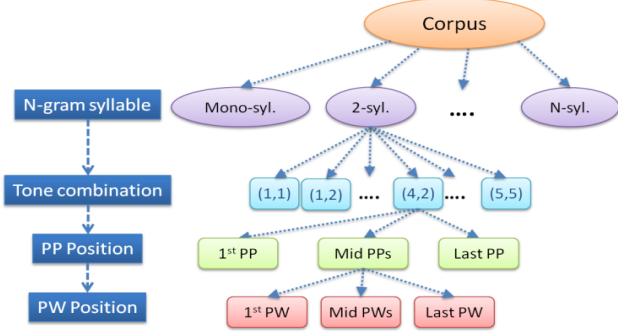 Corpus
N-gram syllable
Mono-syl.
2-syl.
....
N-syl.
Tone combination
(1,1)
(1,2)
....
(4,2)
....
(5,5)
PP Position
1st PP
Mid PPs
Last PP
PW Position
1st PW
Mid PWs
Last PW